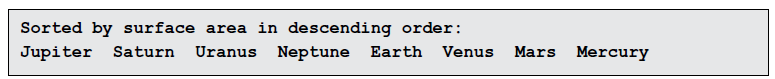 Sorted by surface area in descending order:
Jupiter Saturn Uranus Neptune Earth Venus Mars Mercury